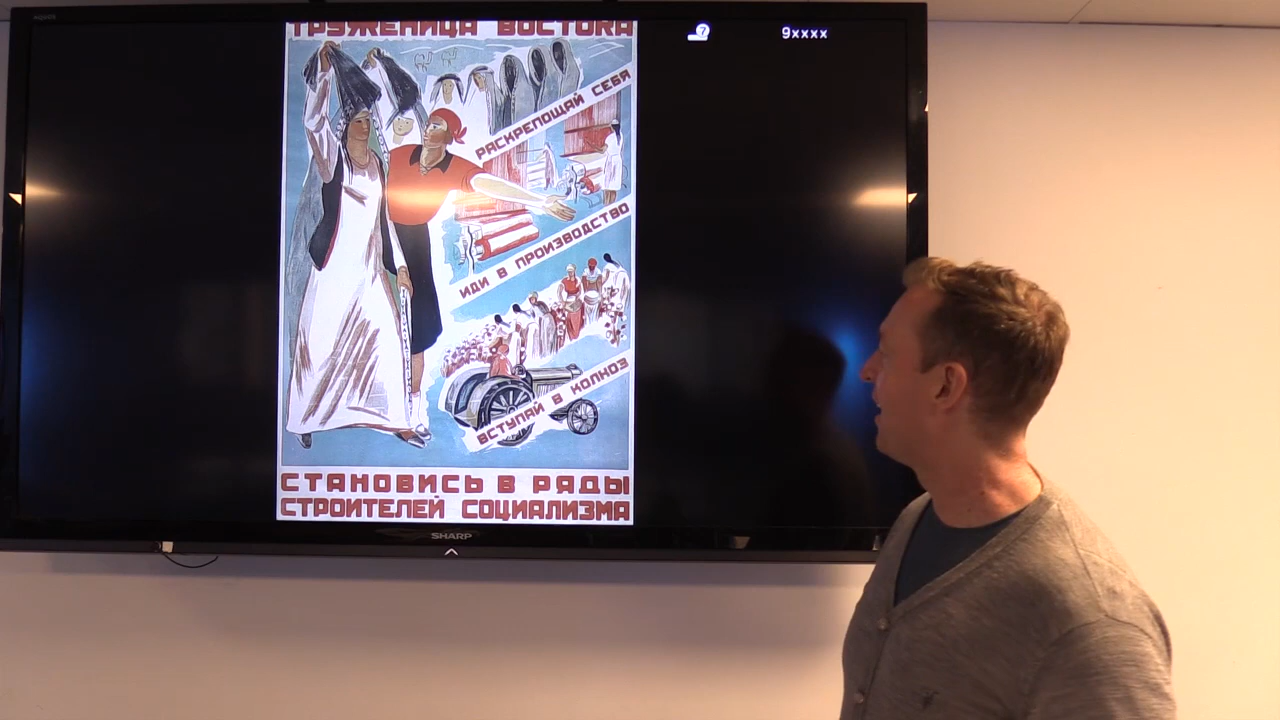 ТРУЖЕНИЦА ВОСТОКА
9xxxx
РАСКРЕПОЩАЙ СЕБЯ
ИДИ В ПРОИЗВОДСТВО
ВСТУПАЙ В КОЛХОЗ
СТАНОВИСЬ В РЯДЫ
СТРОИТЕЛЕЙ СОЦИАЛИЗМА
SHARP